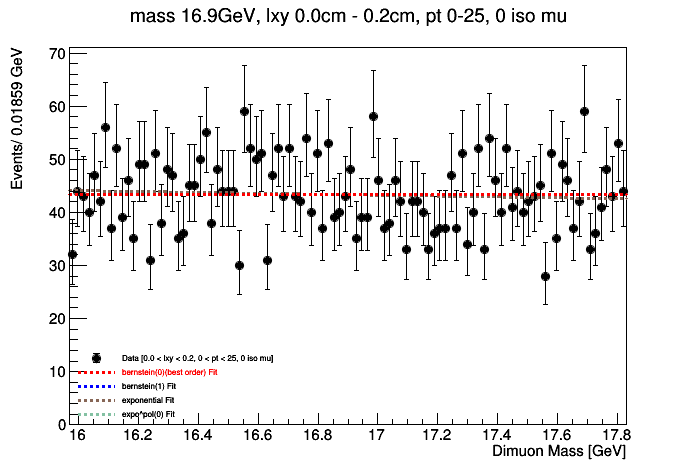 mass 16.9GeV, lxy 0.0cm - 0.2cm, pt 0-25, 0 iso mu
Events/ 0.01859 GeV
70
60
50
40
30
20
10
0
Data [0.0 < lxy < 0.2, 0 < pt < 25, 0 iso mu]
bernstein(0)(best order) Fit
bernstein(1) Fit
exponential Fit
expo*pol(0) Fit
16 16.2 16.4 16.6 16.8 17 17.2 17.4 17.6 17.8
Dimuon Mass [GeV]